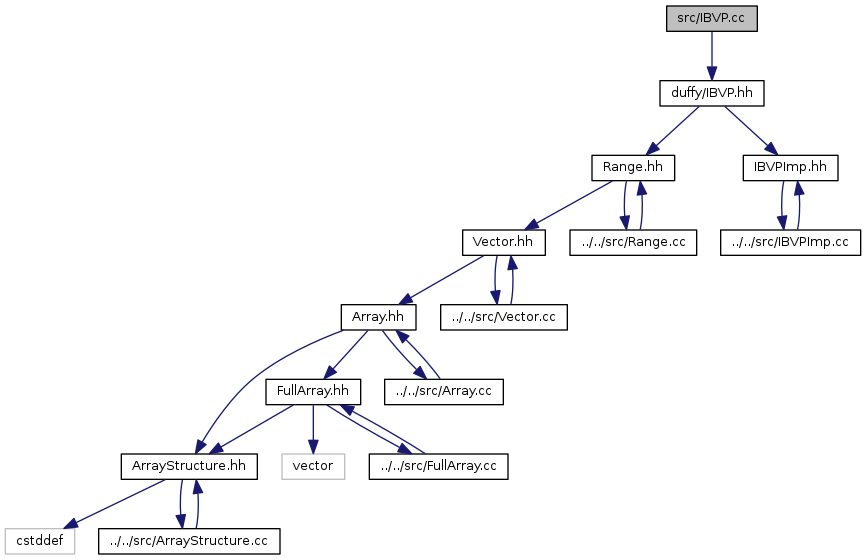 src/IBVP.cc
duffy/IBVP.hh
Range.hh
IBVPImp.hh
Vector.hh
../../src/Range.cc
../../src/IBVPImp.cc
Array.hh
../../src/Vector.cc
FullArray.hh
../../src/Array.cc
ArrayStructure.hh
vector
../../src/FullArray.cc
cstddef
../../src/ArrayStructure.cc